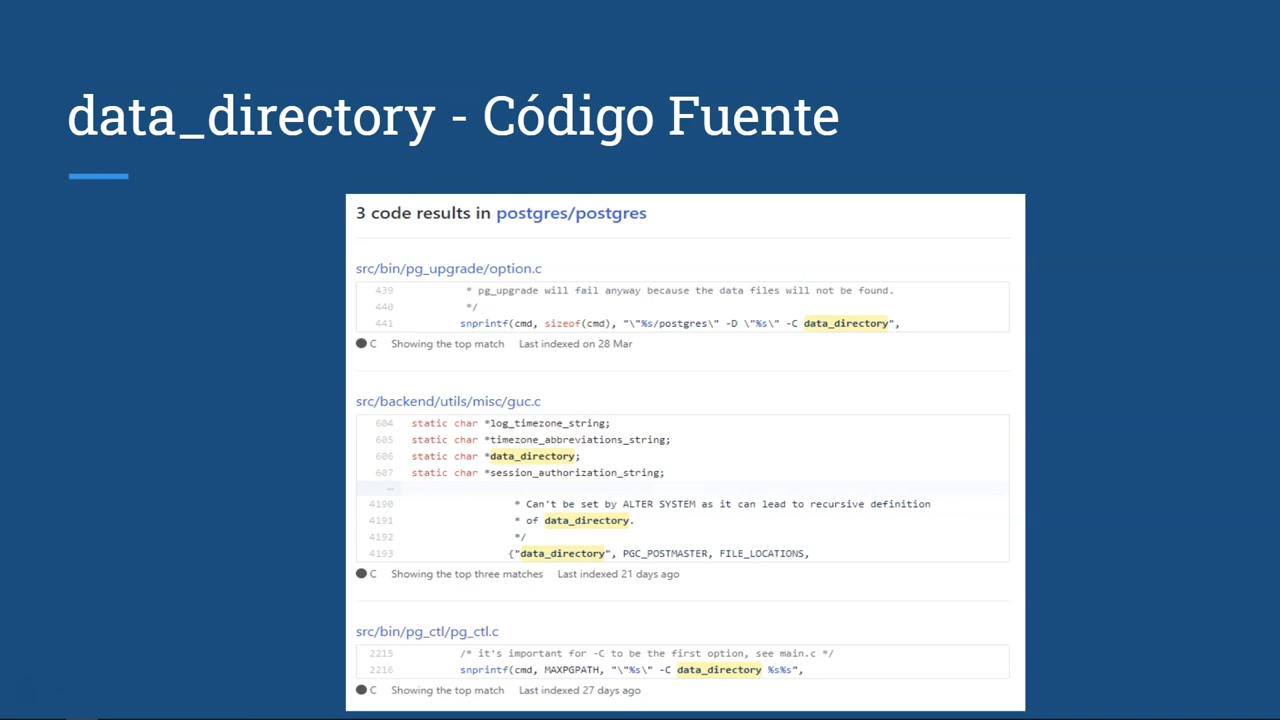 data_directory - Código Fuente
3 code results in postgres/postgres
src/bin/pg_upgrade/option.c
439 * pg_upgrade will fail anyway because the data files will not be found.
440 */
441 snprintf(cmd, sizeof(cmd), "\"%s/postgres\" -D \"%s\" -C data_directory",
C Showing the top match Last indexed on 28 Mar
src/backend/utils/misc/guc.c
604 static char *log_timezone_string;
605 static char *timezone_abbreviations_string;
606 static char *data_directory;
607 static char *session_authorization_string;
…
4190 * Can't be set by ALTER SYSTEM as it can lead to recursive definition
4191 * of data_directory.
4192 */
4193 {"data_directory", PGC_POSTMASTER, FILE_LOCATIONS,
C Showing the top three matches Last indexed 21 days ago
src/bin/pg_ctl/pg_ctl.c
2215 /* it's important for -C to be the first option, see main.c */
2216 snprintf(cmd, MAXPGPATH, "\"%s\" -C data_directory %s%s",
C Showing the top match Last indexed 27 days ago